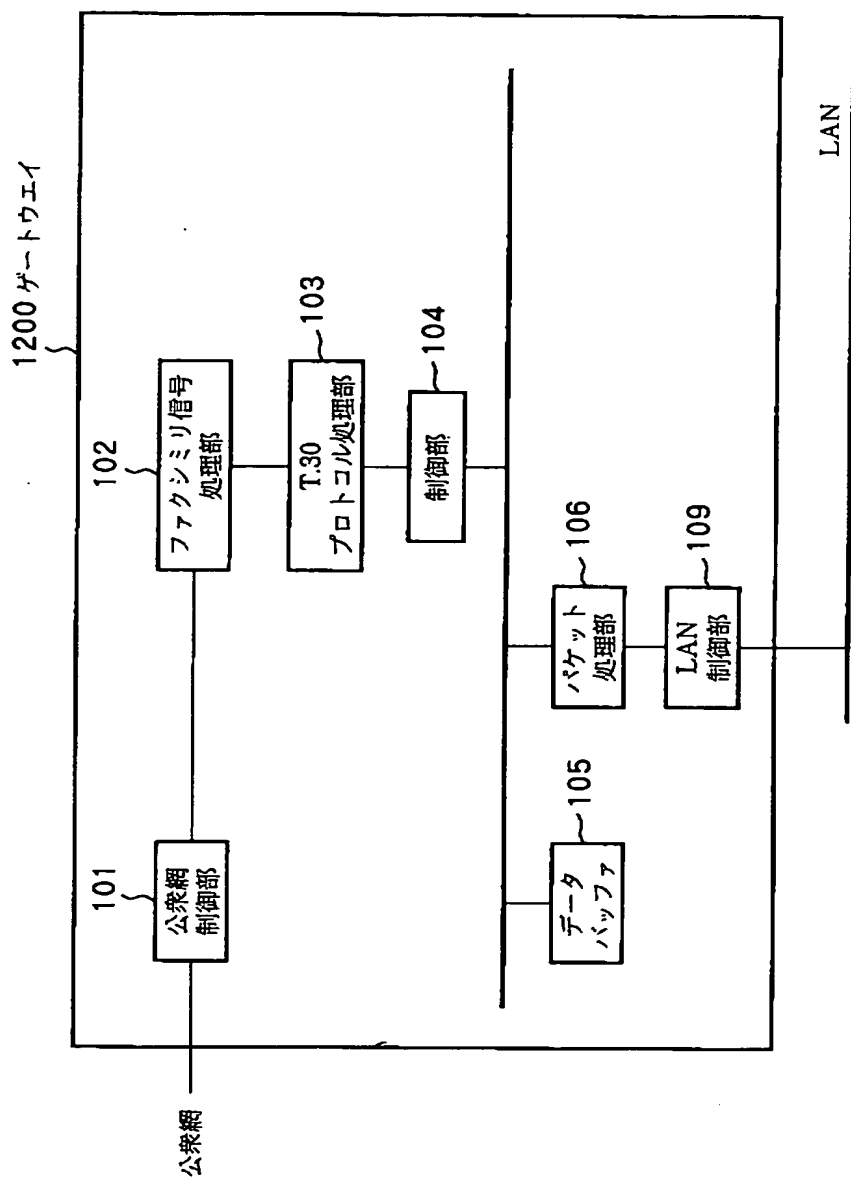 1200 ゲートウエイ
公衆網
101
公衆網
制御部
102
ファクシミリ信号
処理部
103
T.30
プロトコル処理部
104
制御部
105
データ
バッファ
106
パケット
処理部
109
LAN
制御部
LAN